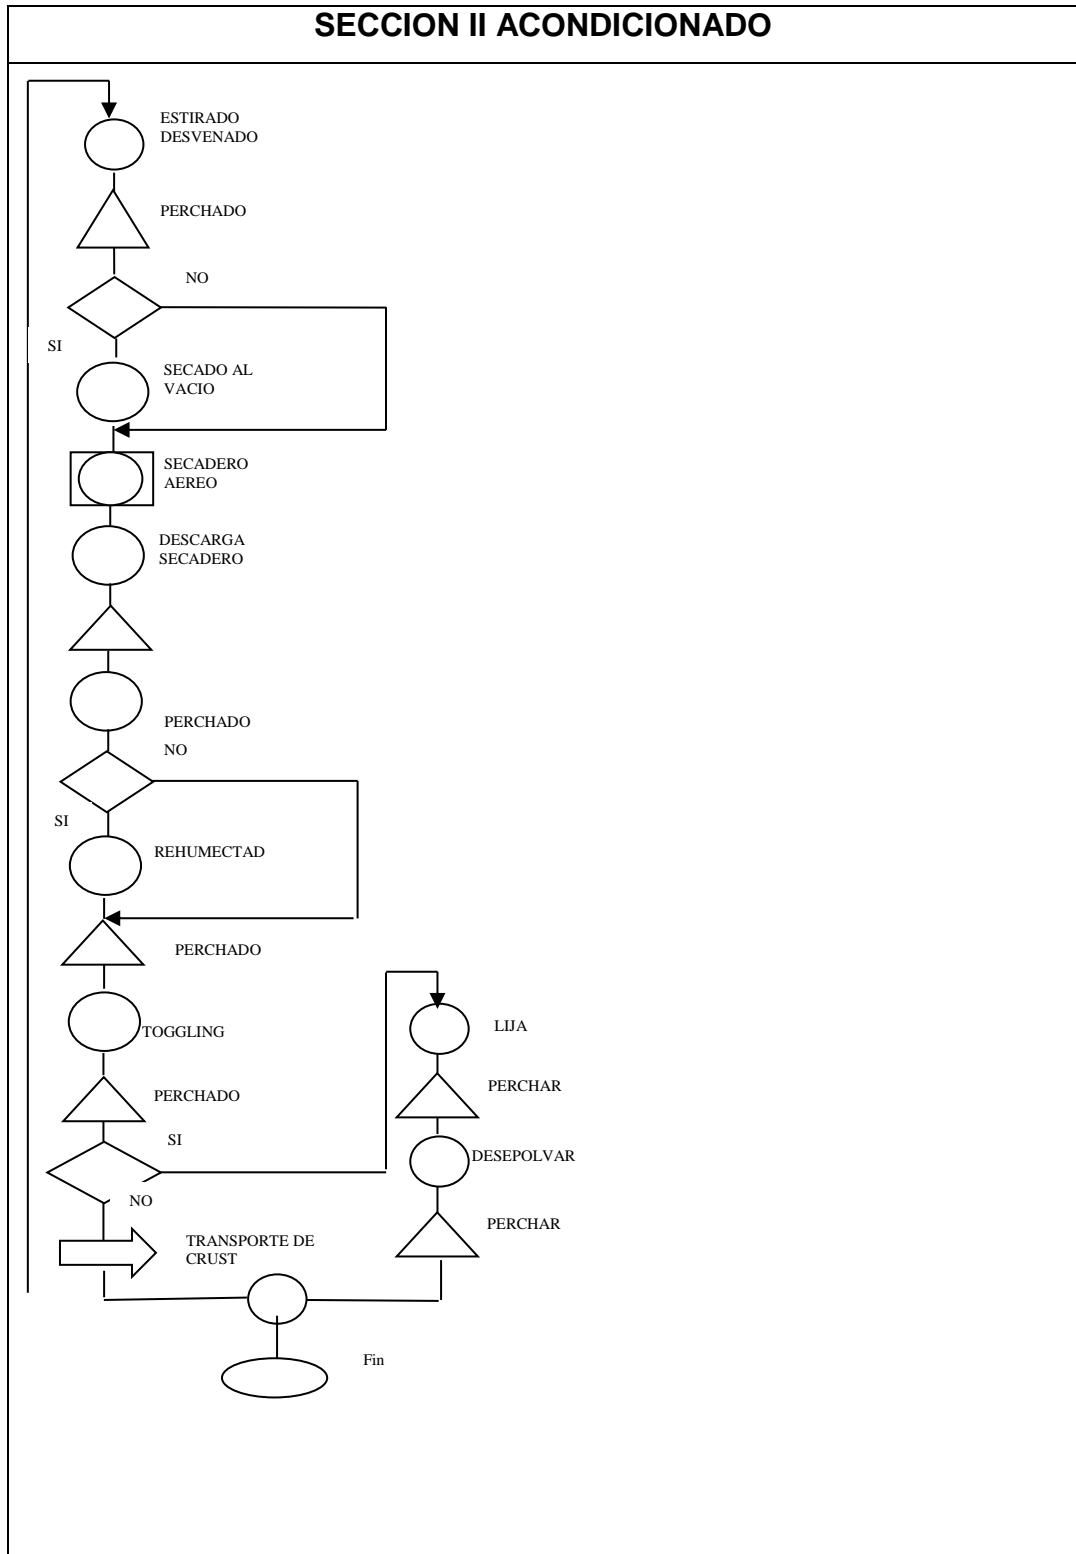 SECCION II ACONDICIONADO
ESTIRADO
DESVENADO
PERCHADO
NO
SI
SECADO AL
VACIO
SECADERO
AEREO
DESCARGA
SECADERO
PERCHADO
NO
SI
REHUMECTAD
PERCHADO
TOGGLING
PERCHADO
SI
NO
TRANSPORTE DE
CRUST
LIJA
PERCHAR
DESEPOLVAR
PERCHAR
Fin